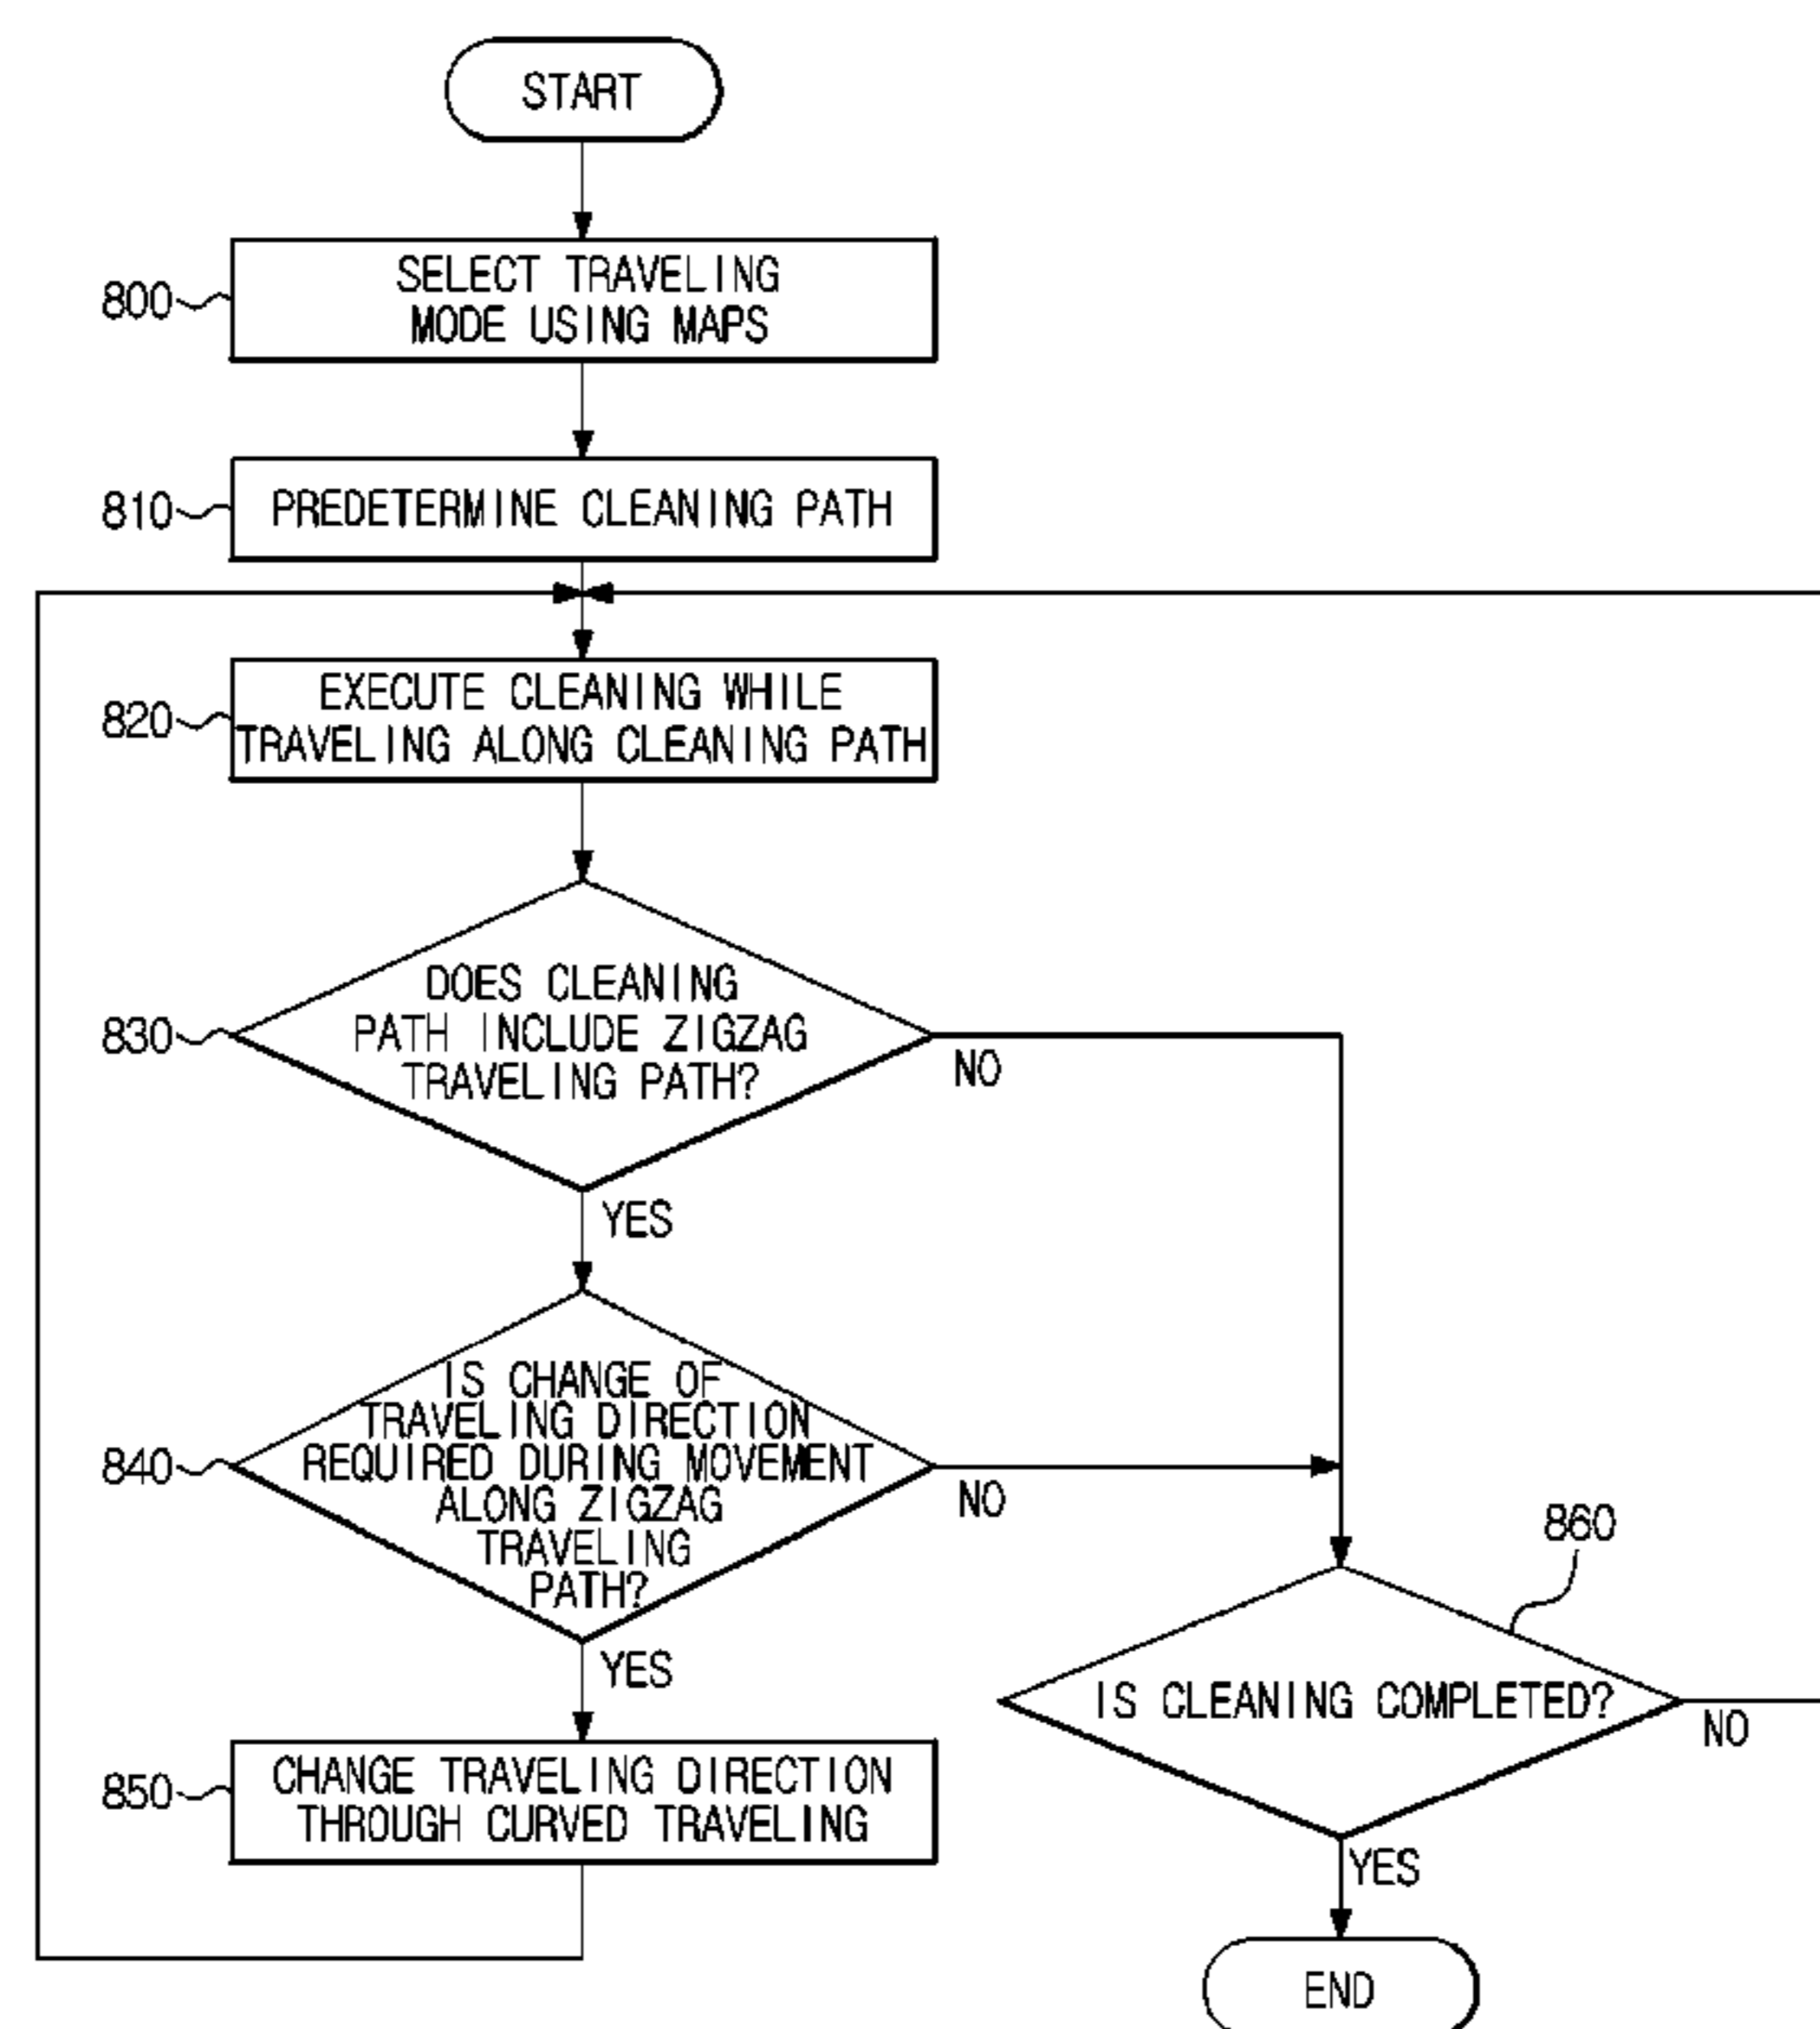 START
800
SELECT TRAVELING
MODE USING MAPS
810
PREDETERMINE CLEANING PATH
820
EXECUTE CLEANING WHILE
TRAVELING ALONG CLEANING PATH
830
DOES CLEANING
PATH INCLUDE ZIGZAG
TRAVELING PATH?
NO
YES
840
IS CHANGE OF
TRAVELING DIRECTION
REQUIRED DURING MOVEMENT
ALONG ZIGZAG
TRAVELING
PATH?
NO
YES
850
CHANGE TRAVELING DIRECTION
THROUGH CURVED TRAVELING
860
IS CLEANING COMPLETED?
NO
YES
END